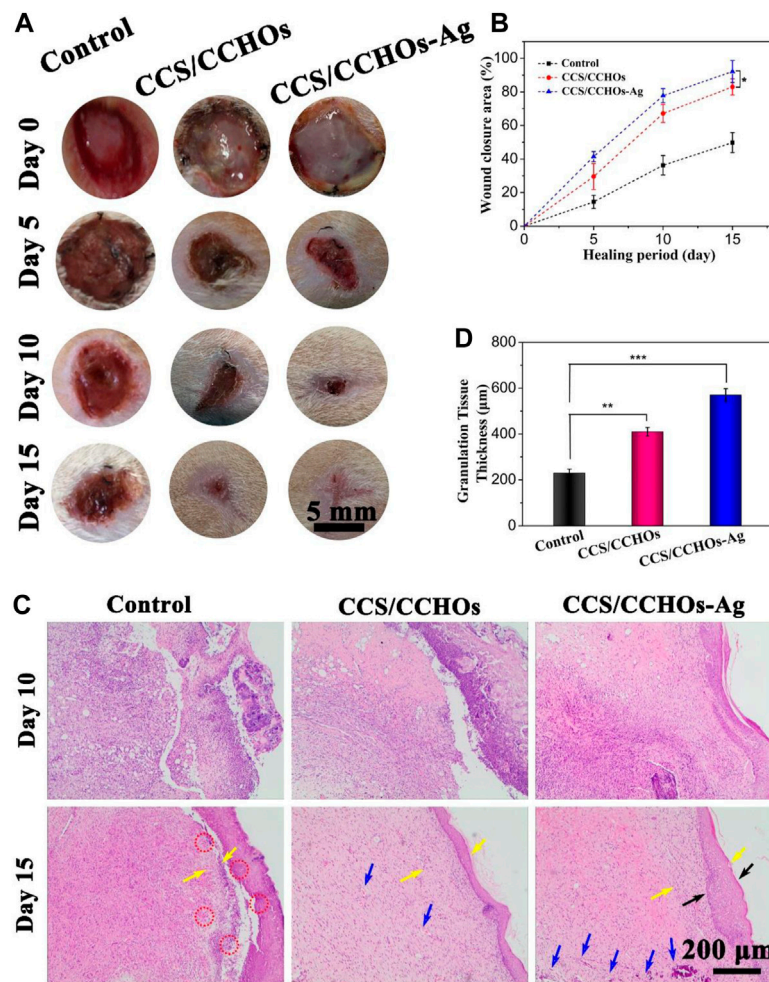 A
Control
CCS/CCHOs
CCS/CCHOs-Ag
Day 0
Day 5
Day 10
Day 15
5 mm
B
Wound closure area (%)
100
80
60
40
20
0
Control
CCS/CCHOs
CCS/CCHOs-Ag
*
0
5
10
15
Healing period (day)
D
Granulation Tissue
Thickness (μm)
800
600
400
200
0
**
***
Control
CCS/CCHOs
CCS/CCHOs-Ag
C
Control
CCS/CCHOs
CCS/CCHOs-Ag
Day 10
Day 15
200 μm